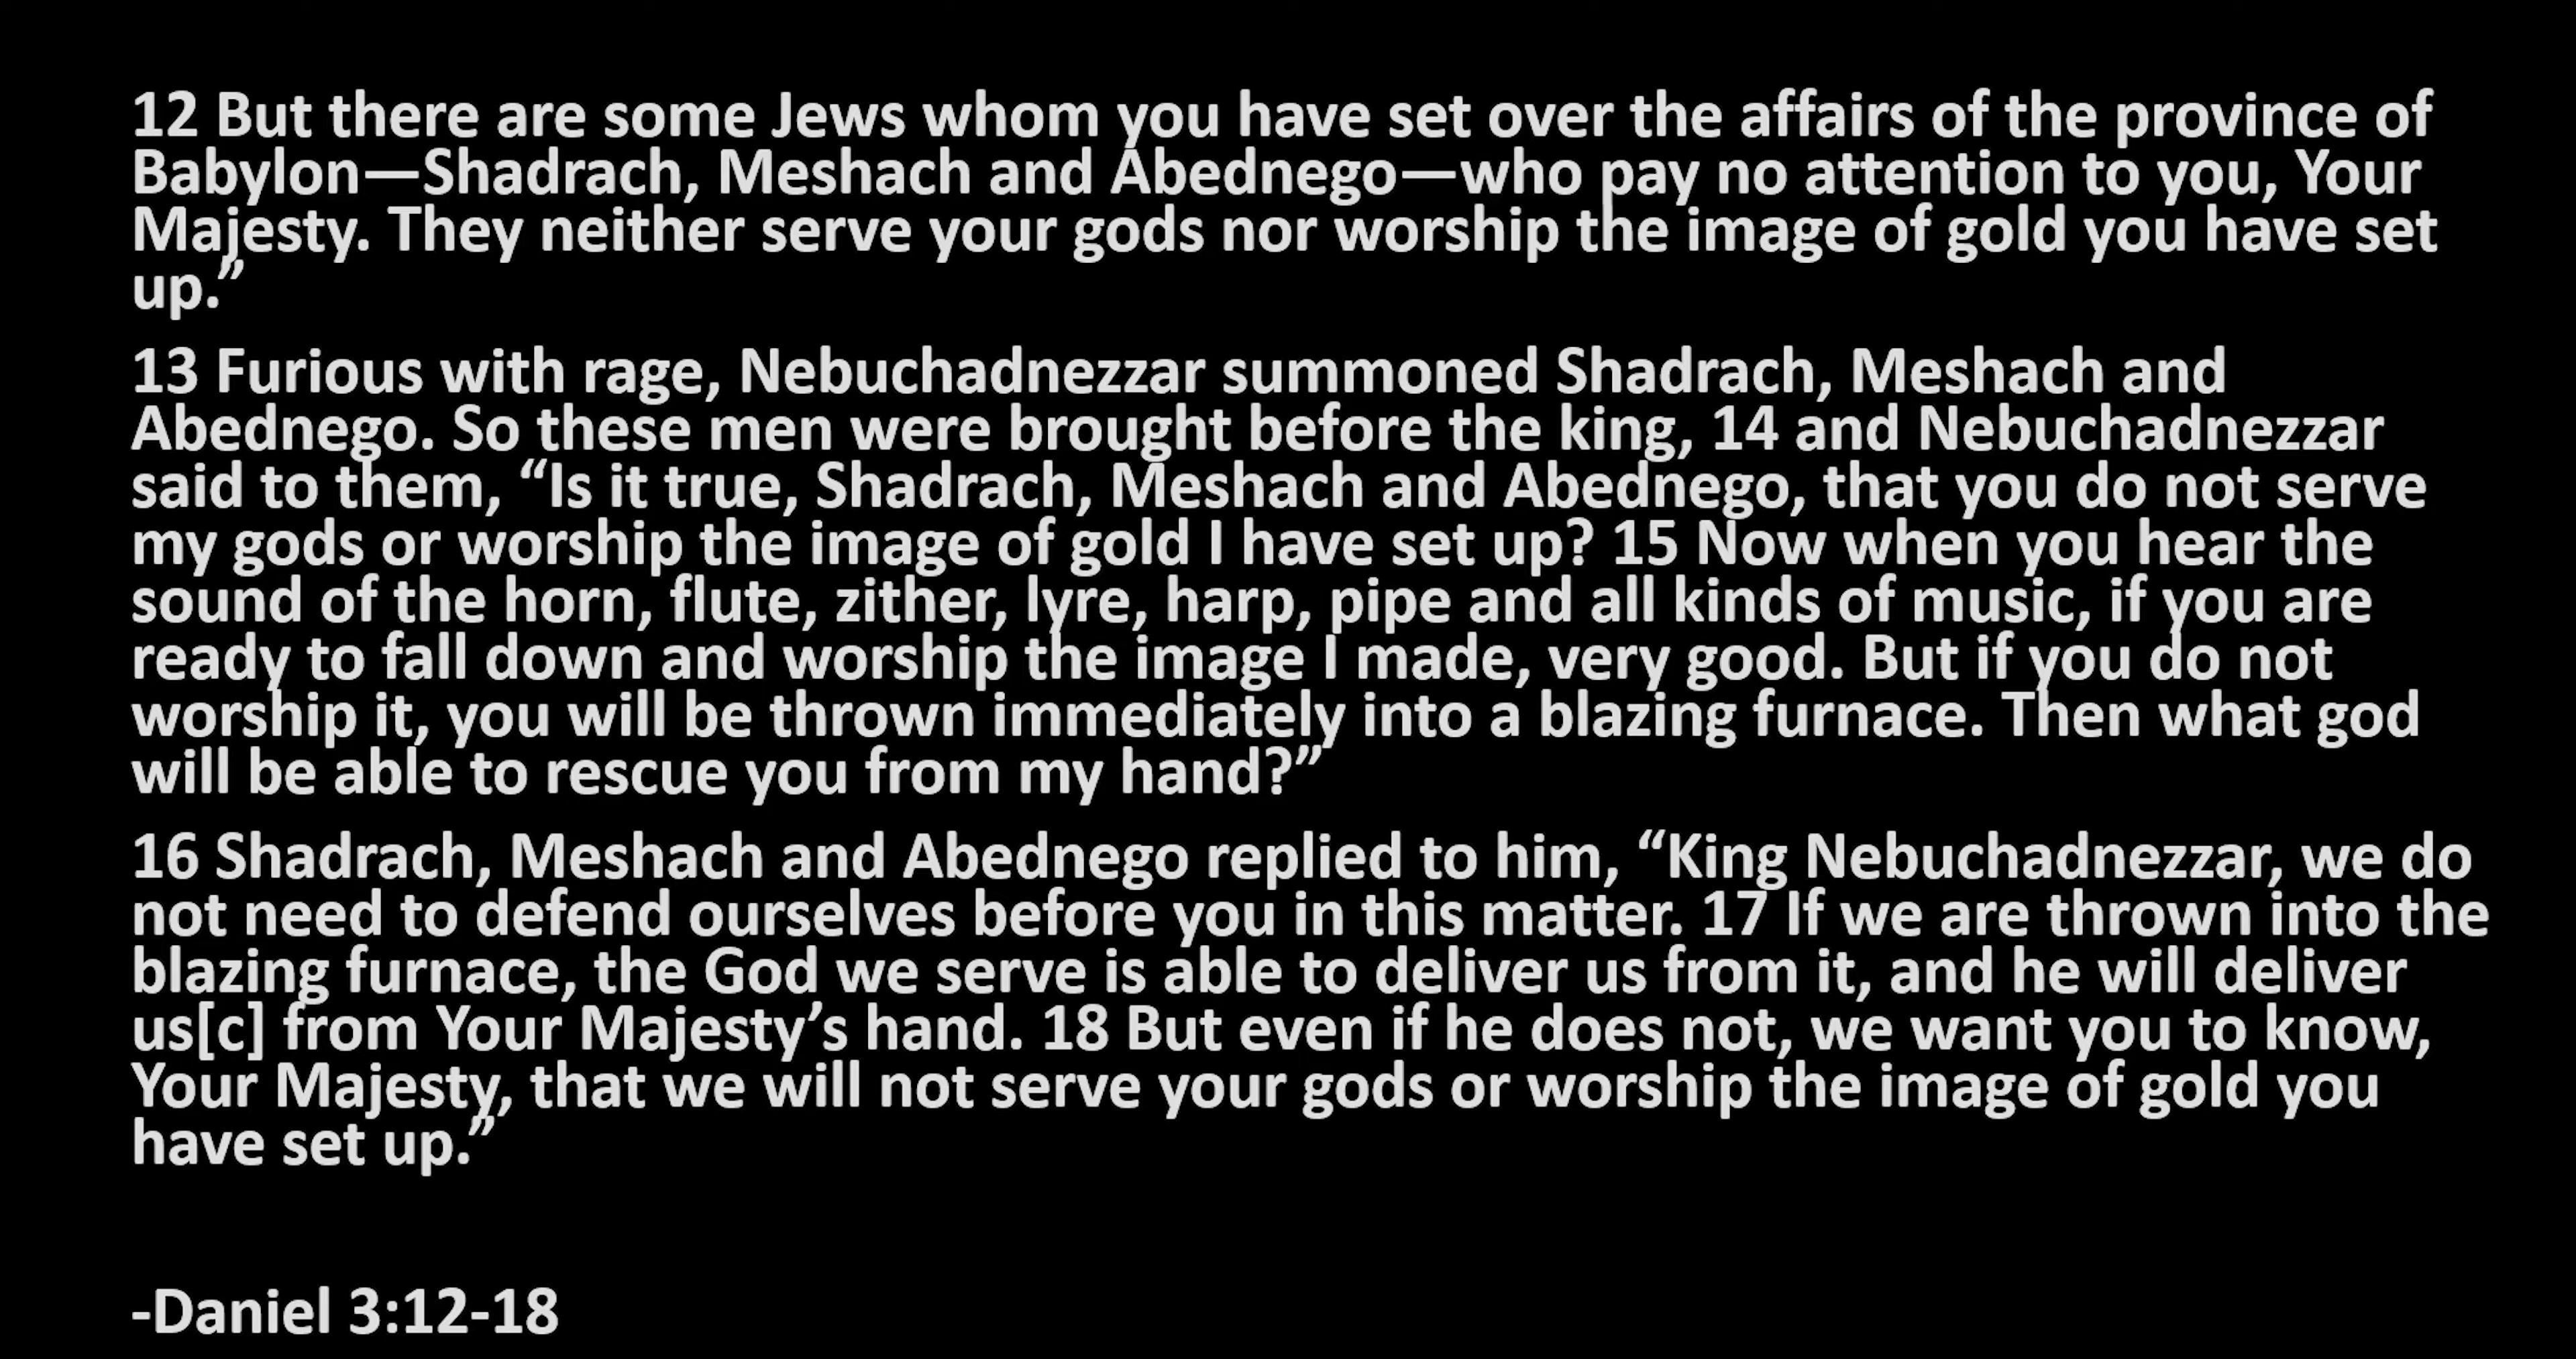 12 But there are some Jews whom you have set over the affairs of the province of
Babylon—Shadrach, Meshach and Abednego—who pay no attention to you, Your
Majesty. They neither serve your gods nor worship the image of gold you have set
up.”
13 Furious with rage, Nebuchadnezzar summoned Shadrach, Meshach and
Abednego. So these men were brought before the king, 14 and Nebuchadnezzar
said to them, “Is it true, Shadrach, Meshach and Abednego, that you do not serve
my gods or worship the image of gold I have set up? 15 Now when you hear the
sound of the horn, flute, zither, lyre, harp, pipe and all kinds of music, if you are
ready to fall down and worship the image I made, very good. But if you do not
worship it, you will be thrown immediately into a blazing furnace. Then what god
will be able to rescue you from my hand?”
16 Shadrach, Meshach and Abednego replied to him, “King Nebuchadnezzar, we do
not need to defend ourselves before you in this matter. 17 If we are thrown into the
blazing furnace, the God we serve is able to deliver us from it, and he will deliver
us[c] from Your Majesty’s hand. 18 But even if he does not, we want you to know,
Your Majesty, that we will not serve your gods or worship the image of gold you
have set up.”
-Daniel 3:12-18